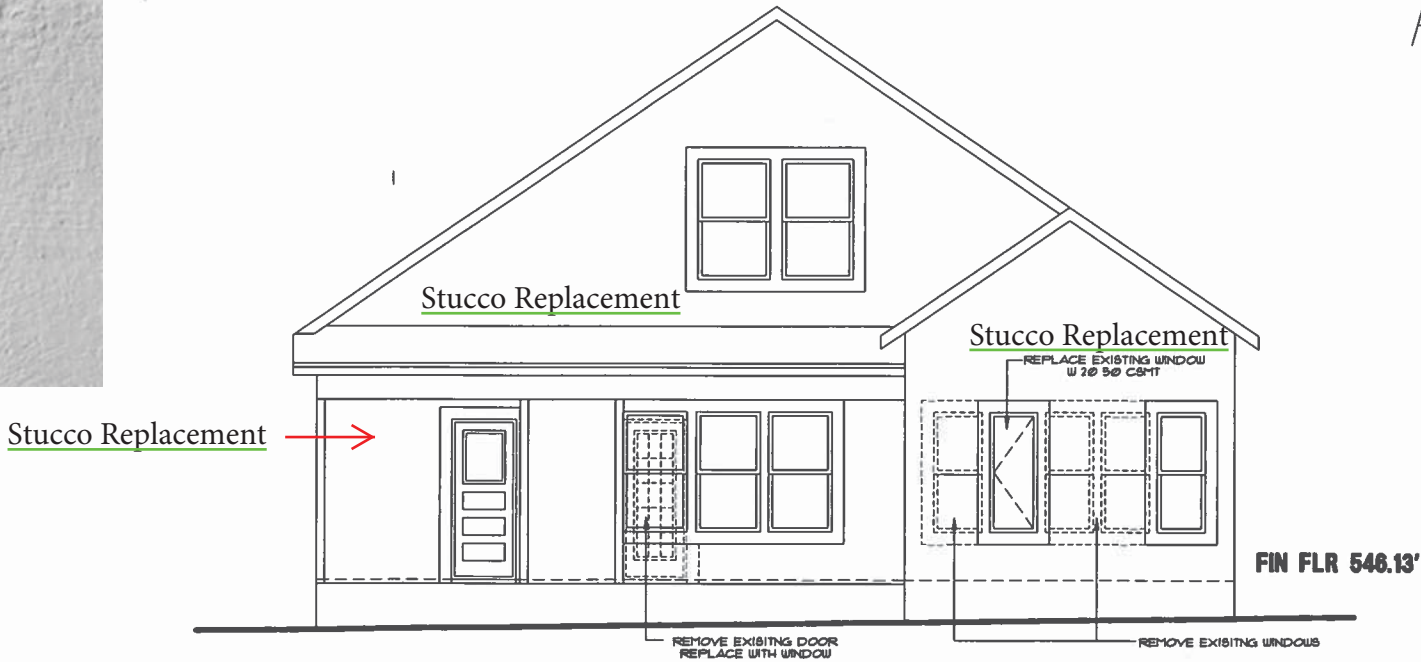 Stucco Replacement
Stucco Replacement
REPLACE EXISTING WINDOW
W 20 50 CSMT
Stucco Replacement
FIN FLR 546.13'
REMOVE EXISITNG DOOR
REPLACE WITH WINDOW
REMOVE EXISITNG WINDOWS